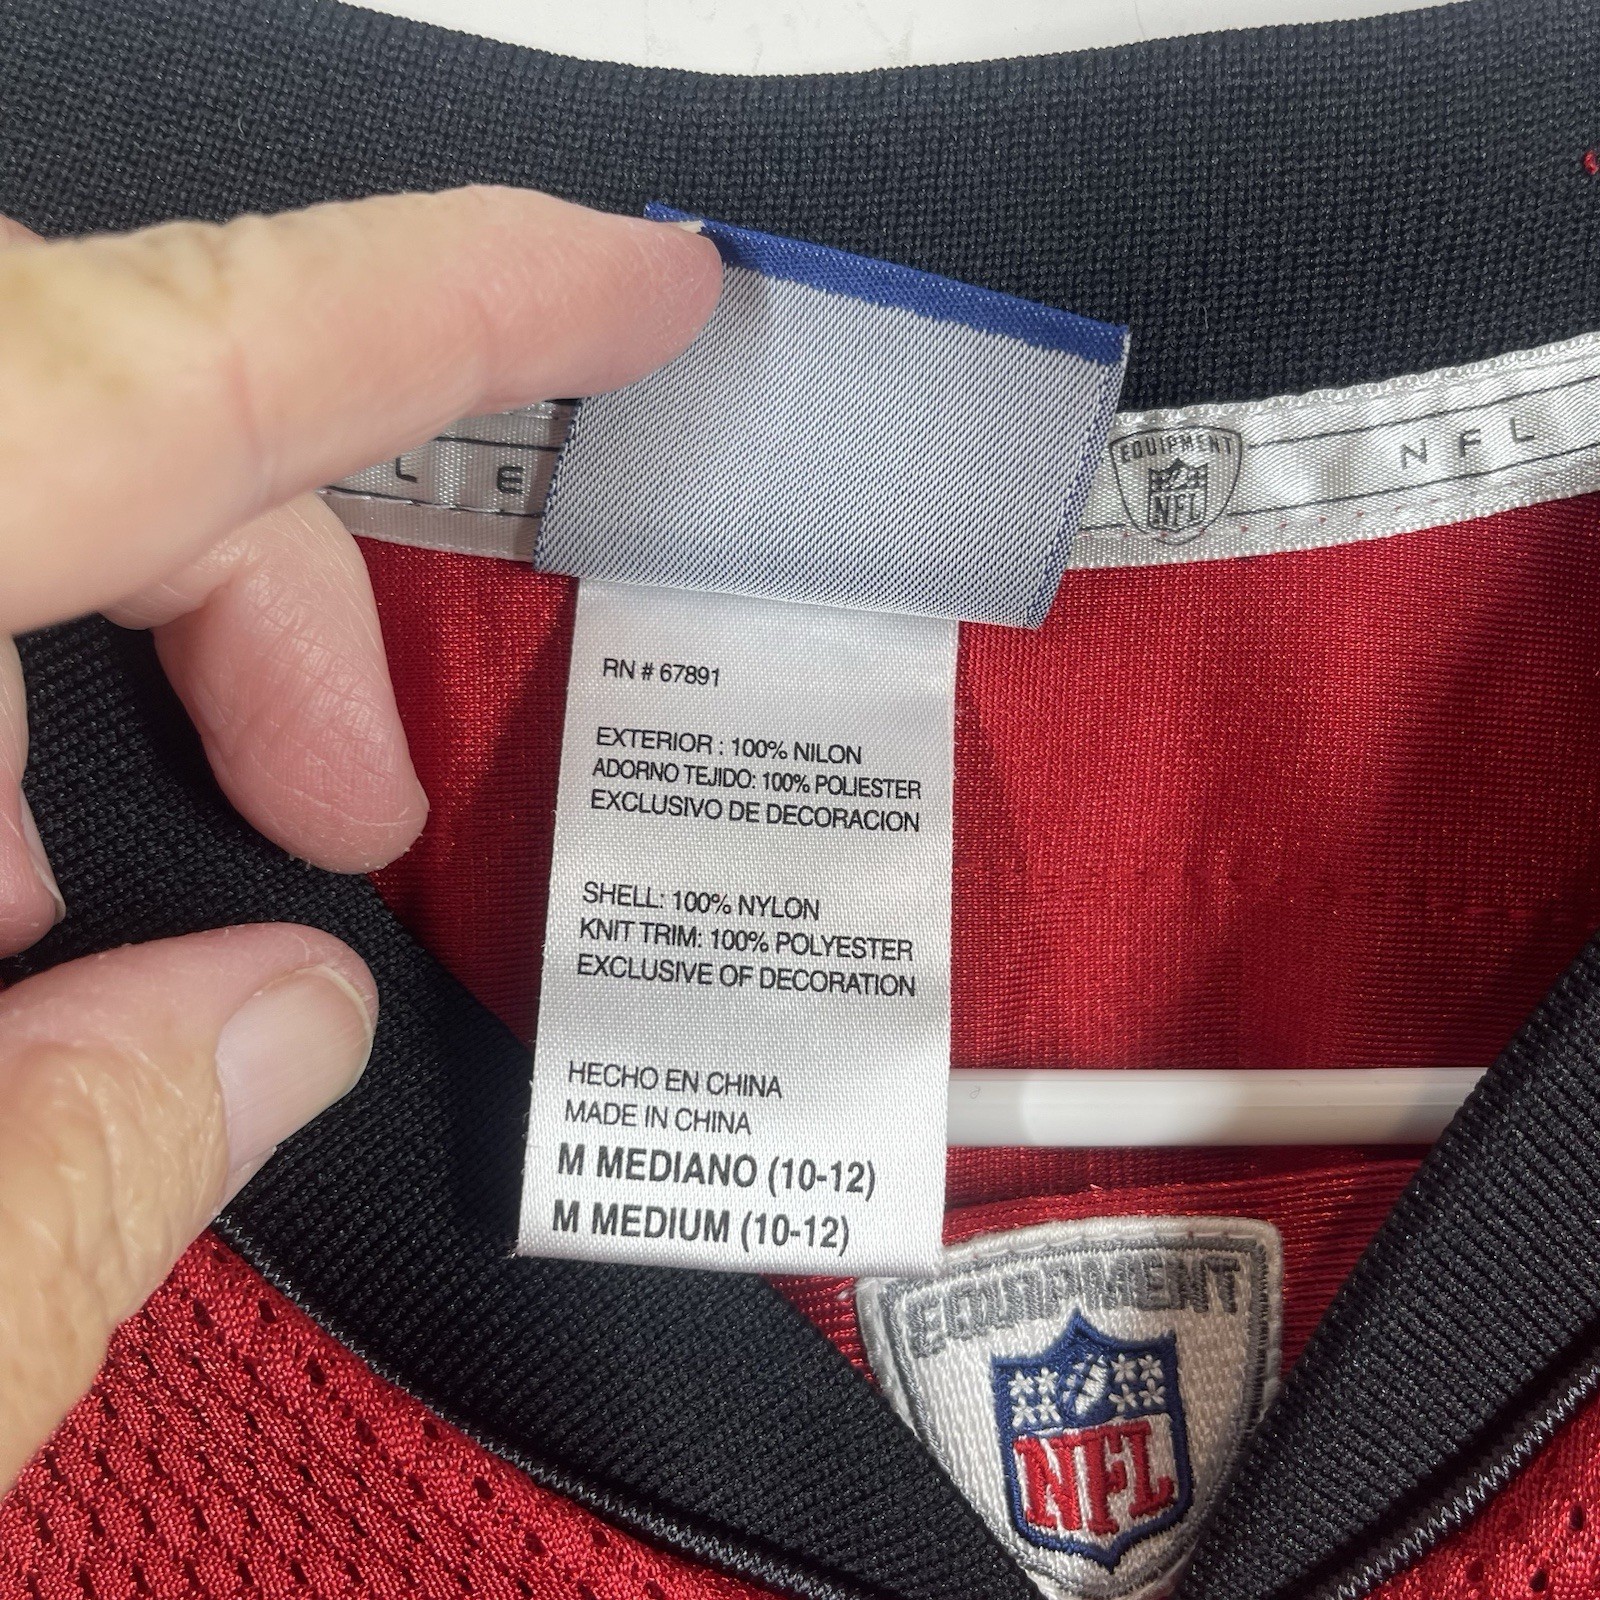 L E
EQUIPMENT
NFL
NFL
RN # 67891
EXTERIOR : 100% NILON
ADORNO TEJIDO: 100% POLIESTER
EXCLUSIVO DE DECORACION
SHELL: 100% NYLON
KNIT TRIM: 100% POLYESTER
EXCLUSIVE OF DECORATION
HECHO EN CHINA
MADE IN CHINA
M MEDIANO (10-12)
M MEDIUM (10-12)
EQUIPMENT
NFL